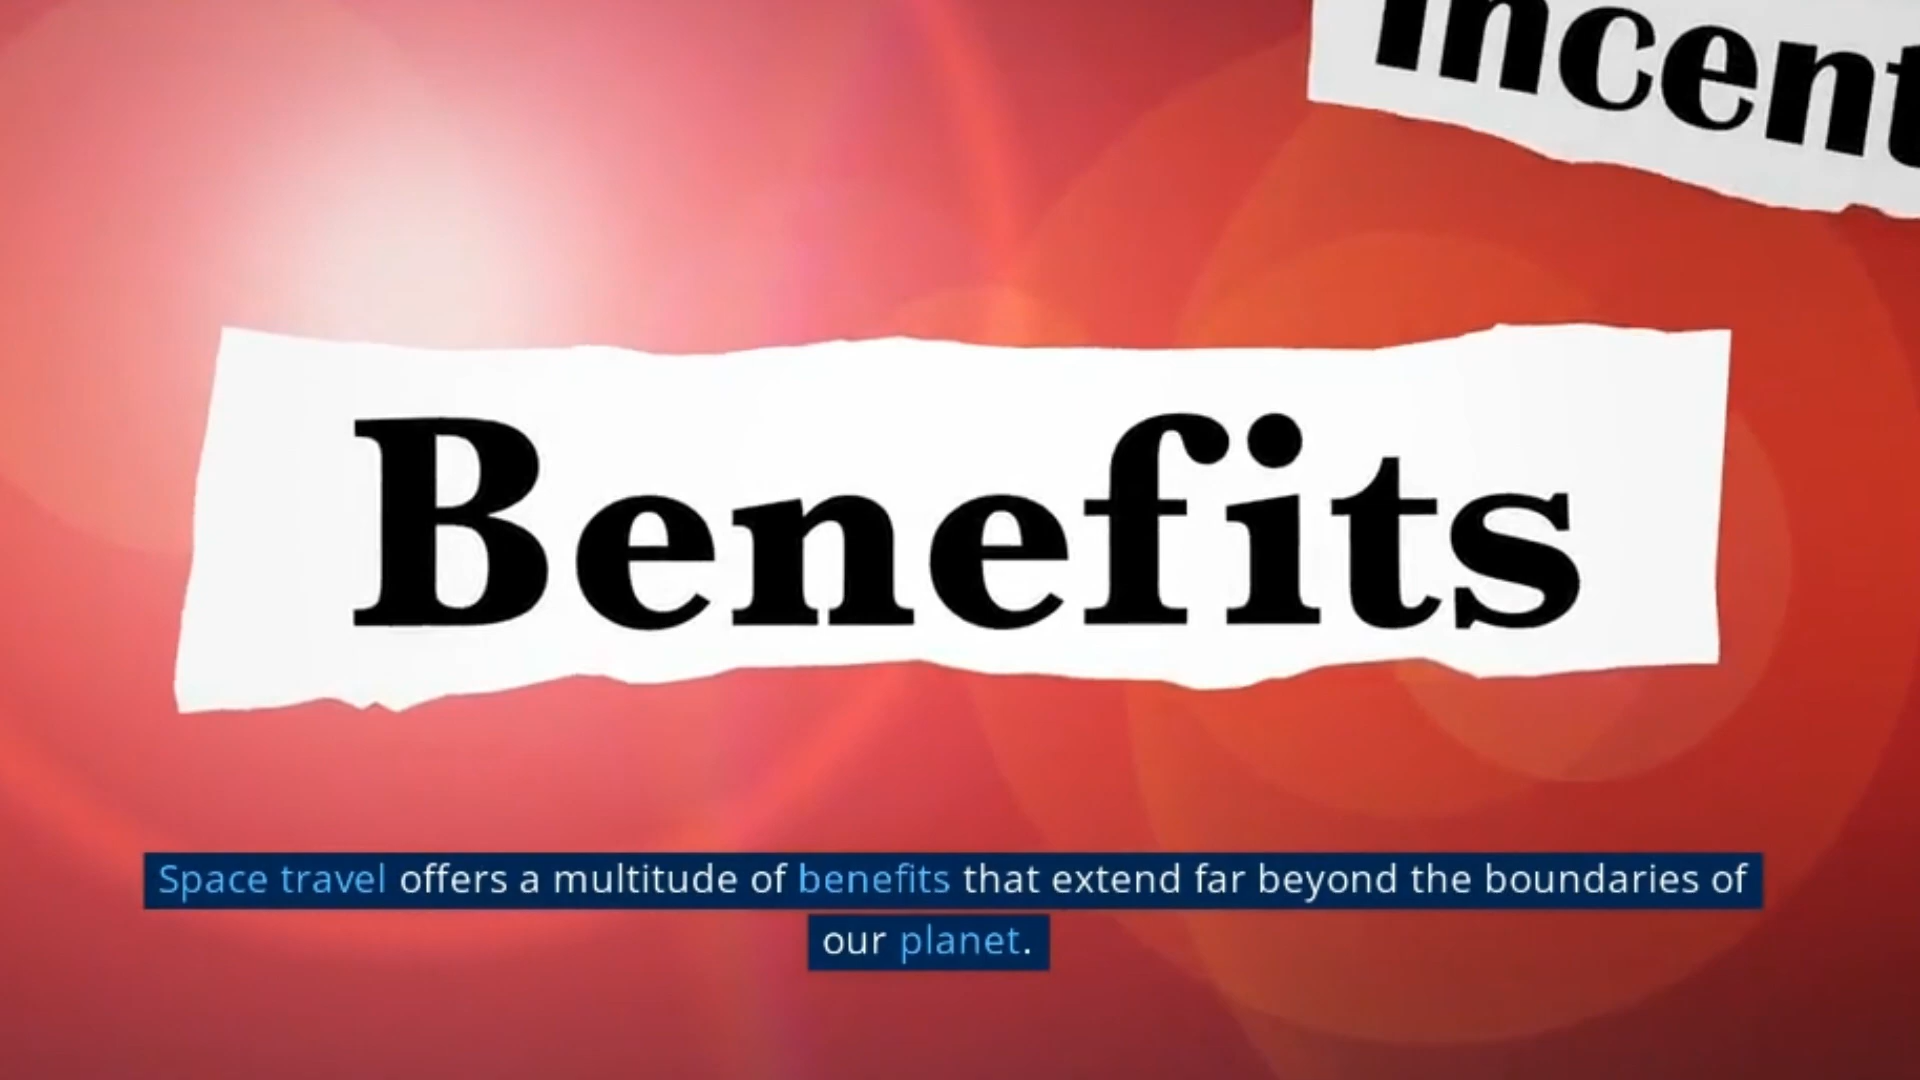 Incent
Benefits
Space travel offers a multitude of benefits that extend far beyond the boundaries of
our planet.